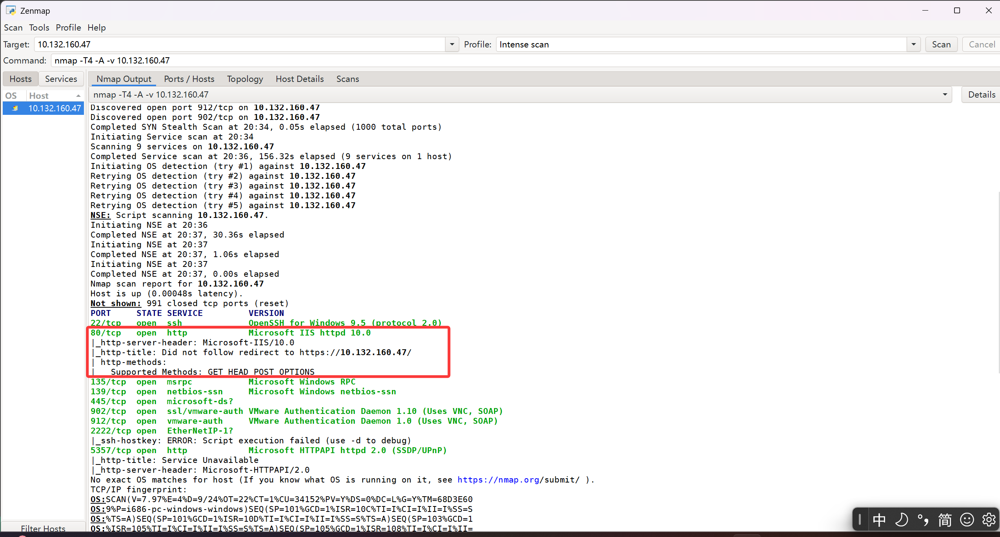 Zenmap
Scan Tools Profile Help
Target: 10.132.160.47 Profile: Intense scan Scan Cancel
Command: nmap -T4 -A -v 10.132.160.47
Hosts Services Nmap Output Ports / Hosts Topology Host Details Scans
OS Host nmap -T4 -A -v 10.132.160.47 Details
10.132.160.47
Discovered open port 912/tcp on 10.132.160.47
Discovered open port 902/tcp on 10.132.160.47
Completed SYN Stealth Scan at 20:34, 0.05s elapsed (1000 total ports)
Initiating Service scan at 20:34
Scanning 9 services on 10.132.160.47
Completed Service scan at 20:36, 156.32s elapsed (9 services on 1 host)
Initiating OS detection (try #1) against 10.132.160.47
Retrying OS detection (try #2) against 10.132.160.47
Retrying OS detection (try #3) against 10.132.160.47
Retrying OS detection (try #4) against 10.132.160.47
Retrying OS detection (try #5) against 10.132.160.47
NSE: Script scanning 10.132.160.47.
Initiating NSE at 20:36
Completed NSE at 20:37, 30.36s elapsed
Initiating NSE at 20:37
Completed NSE at 20:37, 1.06s elapsed
Initiating NSE at 20:37
Completed NSE at 20:37, 0.00s elapsed
Nmap scan report for 10.132.160.47
Host is up (0.00048s latency).
Not shown: 991 closed tcp ports (reset)
PORT STATE SERVICE VERSION
22/tcp open ssh OpenSSH for_Windows_9.5 (protocol 2.0)
80/tcp open http Microsoft IIS httpd 10.0
|_http-server-header: Microsoft-IIS/10.0
|_http-title: Did not follow redirect to https://10.132.160.47/
| http-methods:
|_ Supported Methods: GET HEAD POST OPTIONS
135/tcp open msrpc Microsoft Windows RPC
139/tcp open netbios-ssn Microsoft Windows netbios-ssn
445/tcp open microsoft-ds?
902/tcp open ssl/vmware-auth VMware Authentication Daemon 1.10 (Uses VNC, SOAP)
912/tcp open vmware-auth VMware Authentication Daemon 1.0 (Uses VNC, SOAP)
2222/tcp open EtherNetIP-1?
|_ssh-hostkey: ERROR: Script execution failed (use -d to debug)
5357/tcp open http Microsoft HTTPAPI httpd 2.0 (SSDP/UPnP)
|_http-title: Service Unavailable
|_http-server-header: Microsoft-HTTPAPI/2.0
No exact OS matches for host (If you know what OS is running on it, see https://nmap.org/submit/ ).
TCP/IP fingerprint:
OS:SCAN(V=7.97%E=4%D=9/24%OT=22%CT=1%CU=34152%PV=Y%DS=0%DC=L%G=Y%TM=68D3E60
OS:9%P=i686-pc-windows-windows)SEQ(SP=101%GCD=1%ISR=10C%TI=I%CI=I%II=I%SS=S
OS:%TS=A)SEQ(SP=101%GCD=1%ISR=10D%TI=I%CI=I%II=I%SS=S%TS=A)SEQ(SP=103%GCD=1
OS:%ISR=105%TI=I%CI=I%II=I%SS=S%TS=A)SEQ(SP=105%GCD=1%ISR=108%TI=I%CI=I%II=
Filter Hosts
中 简